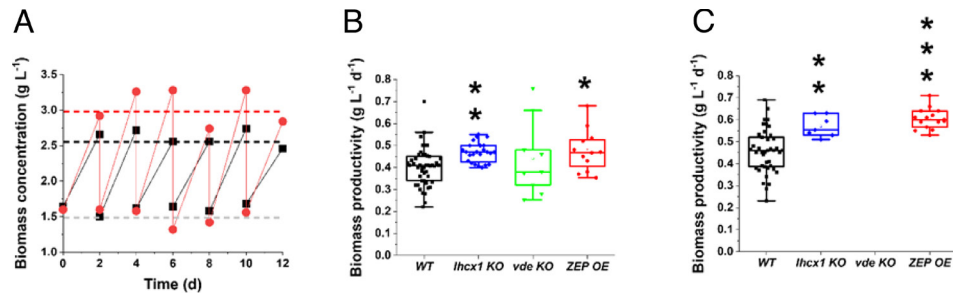 A
Biomass concentration (g L⁻¹)
3.5
3.0
2.5
2.0
1.5
1.0
0 2 4 6 8 10 12
Time (d)
B
Biomass productivity (g L⁻¹ d⁻¹)
0.8
0.7
0.6
0.5
0.4
0.3
0.2
0.1
0.0
* * *
WT lhcx1 KO vde KO ZEP OE
C
Biomass productivity (g L⁻¹ d⁻¹)
0.8
0.7
0.6
0.5
0.4
0.3
0.2
0.1
0.0
* * * * *
WT lhcx1 KO vde KO ZEP OE